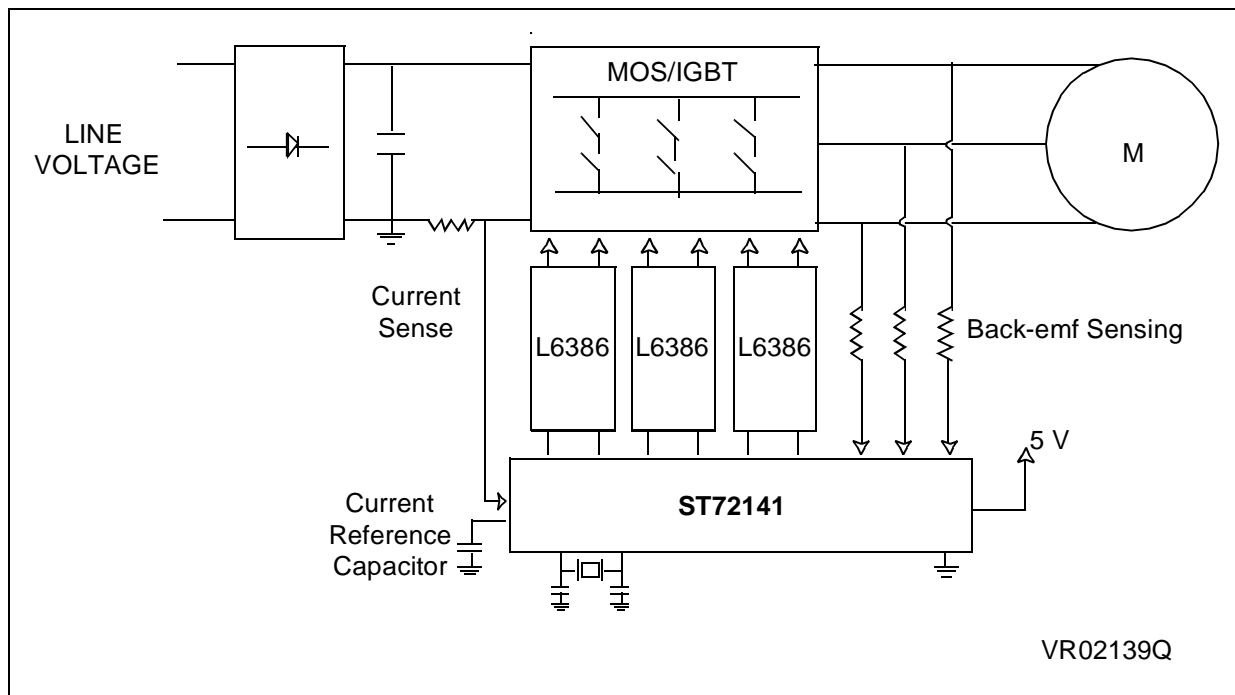 MOS/IGBT
LINE
VOLTAGE
M
Current
Sense
L6386
L6386
L6386
Back-emf Sensing
5 V
ST72141
Current
Reference
Capacitor
VR02139Q